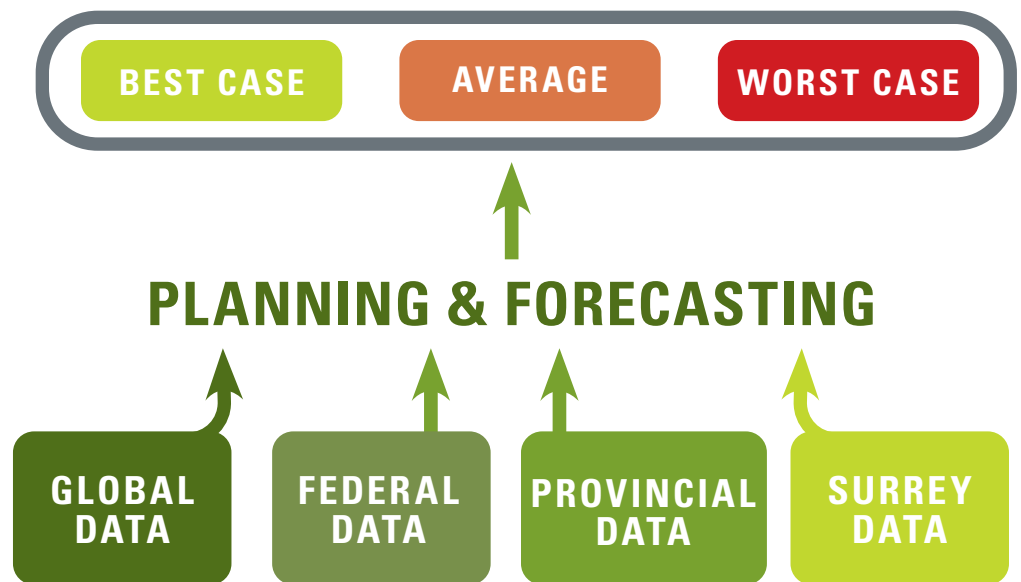 BEST CASE
AVERAGE
WORST CASE
PLANNING & FORECASTING
GLOBAL
DATA
FEDERAL
DATA
PROVINCIAL
DATA
SURREY
DATA